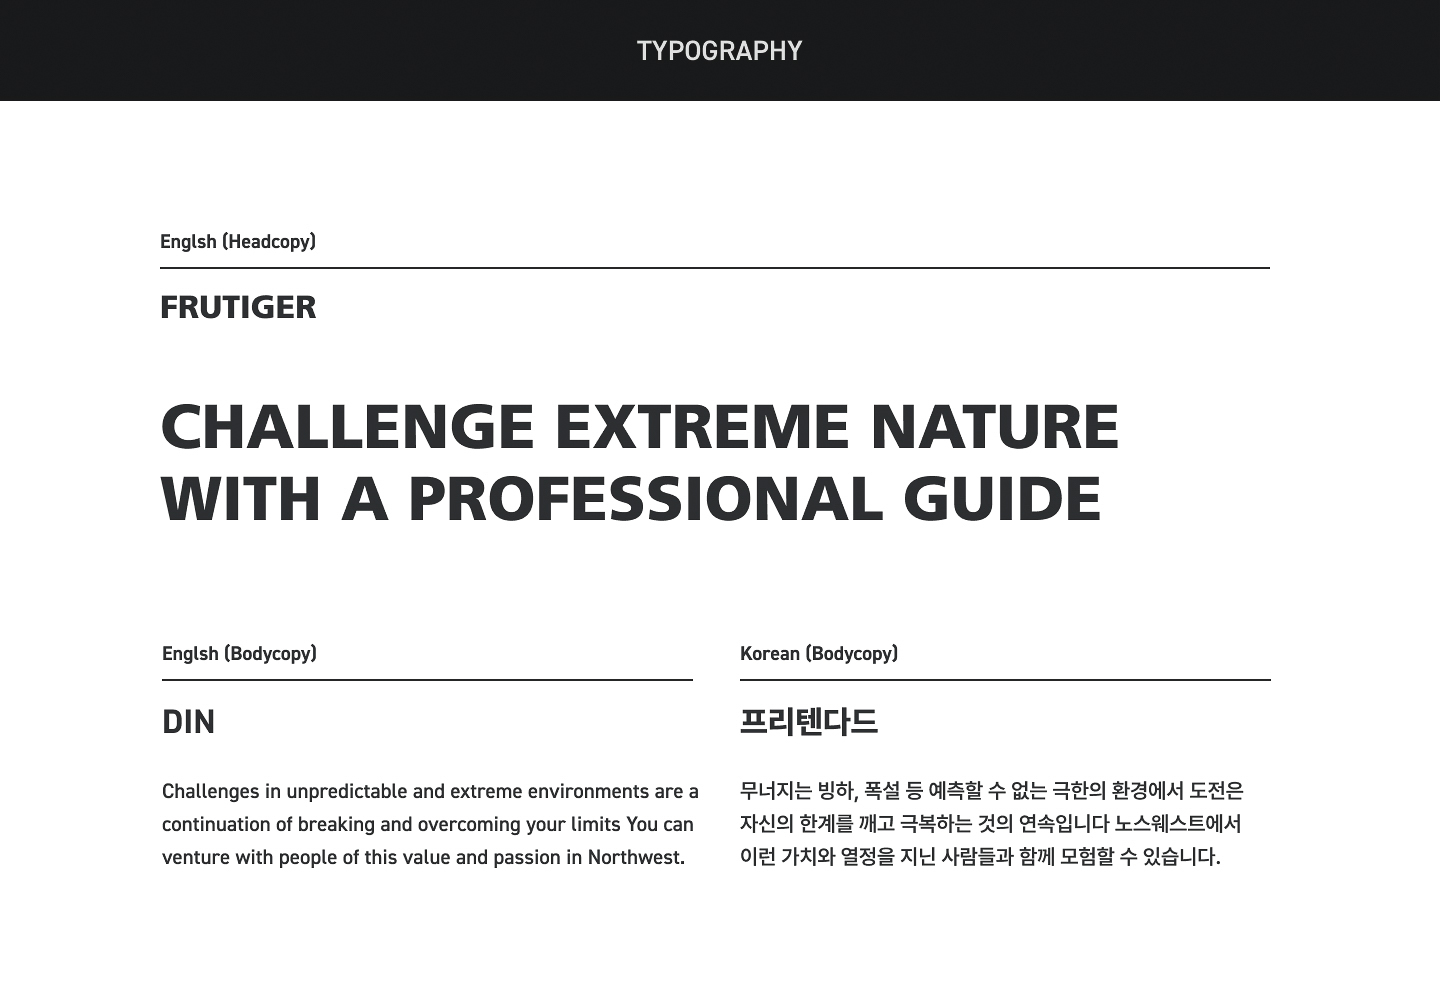 TYPOGRAPHY
Englsh (Headcopy)
FRUTIGER
CHALLENGE EXTREME NATURE
WITH A PROFESSIONAL GUIDE
Englsh (Bodycopy)
DIN
Challenges in unpredictable and extreme environments are a
continuation of breaking and overcoming your limits You can
venture with people of this value and passion in Northwest.
Korean (Bodycopy)
프리텐다드
무너지는 빙하, 폭설 등 예측할 수 없는 극한의 환경에서 도전은
자신의 한계를 깨고 극복하는 것의 연속입니다 노스웨스트에서
이런 가치와 열정을 지닌 사람들과 함께 모험할 수 있습니다.